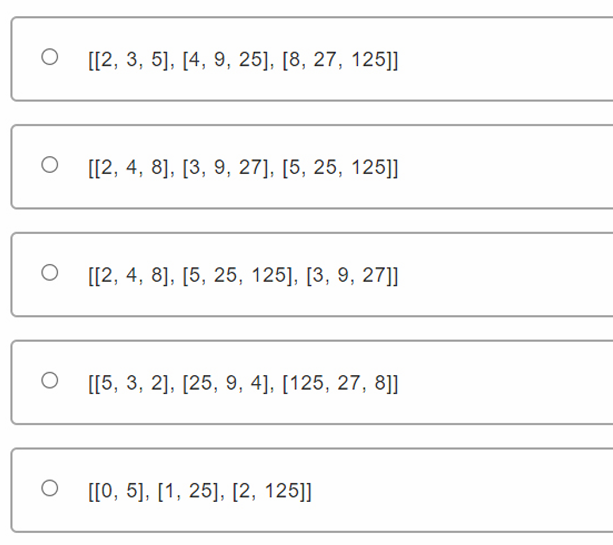 [[2, 3, 5], [4, 9, 25], [8, 27, 125]]
[[2, 4, 8], [3, 9, 27], [5, 25, 125]]
[[2, 4, 8], [5, 25, 125], [3, 9, 27]]
[[5, 3, 2], [25, 9, 4], [125, 27, 8]]
[[0, 5], [1, 25], [2, 125]]